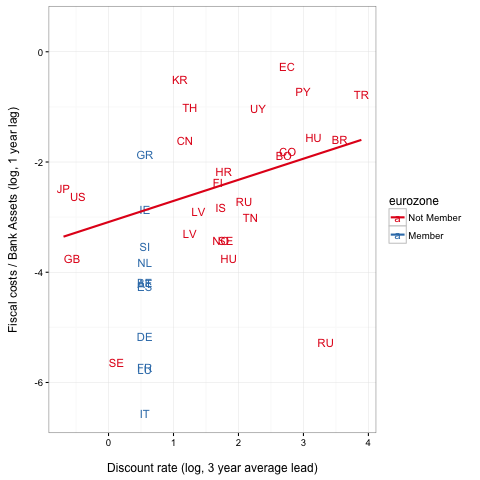 EC
KR
PY
TR
TH
UY
CN
HU
BR
CO
BO
GR
HR
JP
US
RU
IE
LV
IS
TN
LV
SE
SI
HU
GB
NL
ES
DE
RU
SE
FR
IT
0
-2
-4
-6
0
1
2
3
4
Fiscal costs / Bank Assets (log, 1 year lag)
Discount rate (log, 3 year average lead)
eurozone
a Not Member
a Member